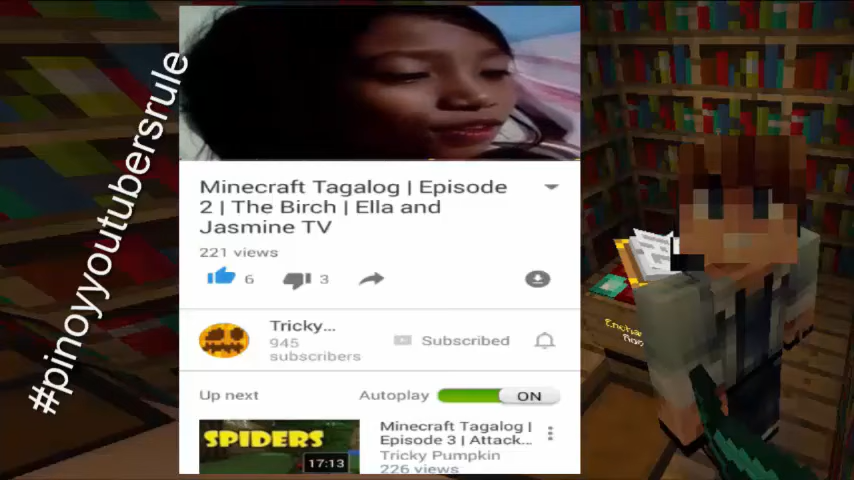 #pinoyyoutubersrule
Minecraft Tagalog | Episode
2 | The Birch | Ella and
Jasmine TV
221 views
6
3
Tricky...
945
subscribers
Subscribed
Up next
Autoplay
ON
SPIDERS
17:13
Minecraft Tagalog |
Episode 3 | Attack...
Tricky Pumpkin
226 views